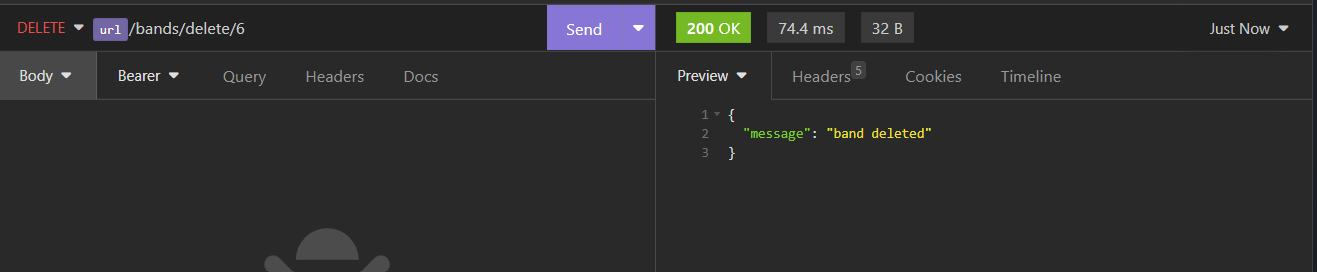 DELETE url/bands/delete/6 Send 200 OK 74.4 ms 32 B Just Now
Body Bearer Query Headers Docs Preview Headers 5 Cookies Timeline
1 {
2 "message": "band deleted"
3 }